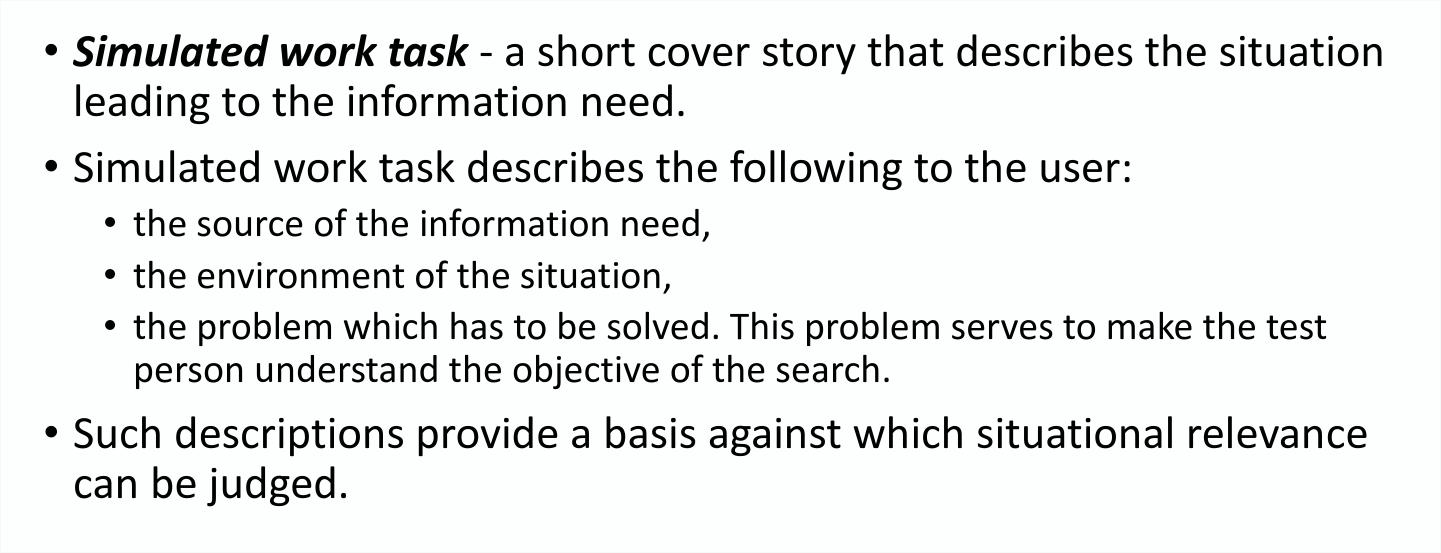 • Simulated work task - a short cover story that describes the situation
leading to the information need.
• Simulated work task describes the following to the user:
• the source of the information need,
• the environment of the situation,
• the problem which has to be solved. This problem serves to make the test
person understand the objective of the search.
• Such descriptions provide a basis against which situational relevance
can be judged.